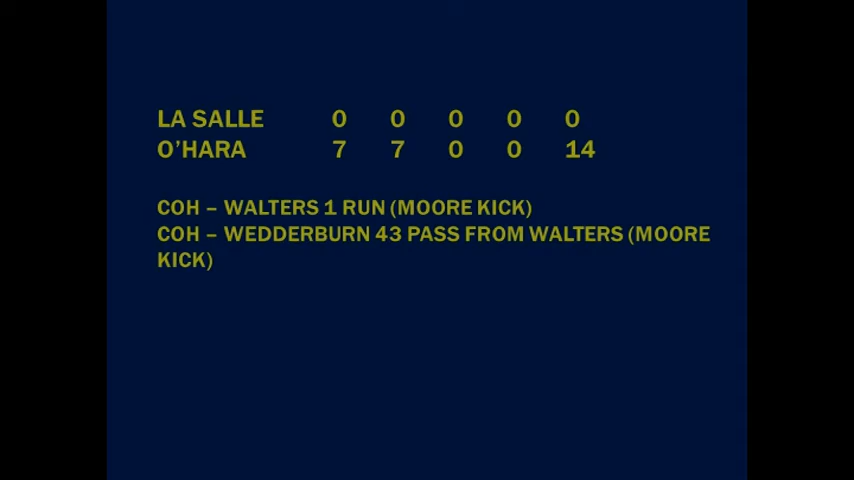 LA SALLE 0 0 0 0 0
O’HARA 7 7 0 0 14
COH – WALTERS 1 RUN (MOORE KICK)
COH – WEDDERBURN 43 PASS FROM WALTERS (MOORE
KICK)